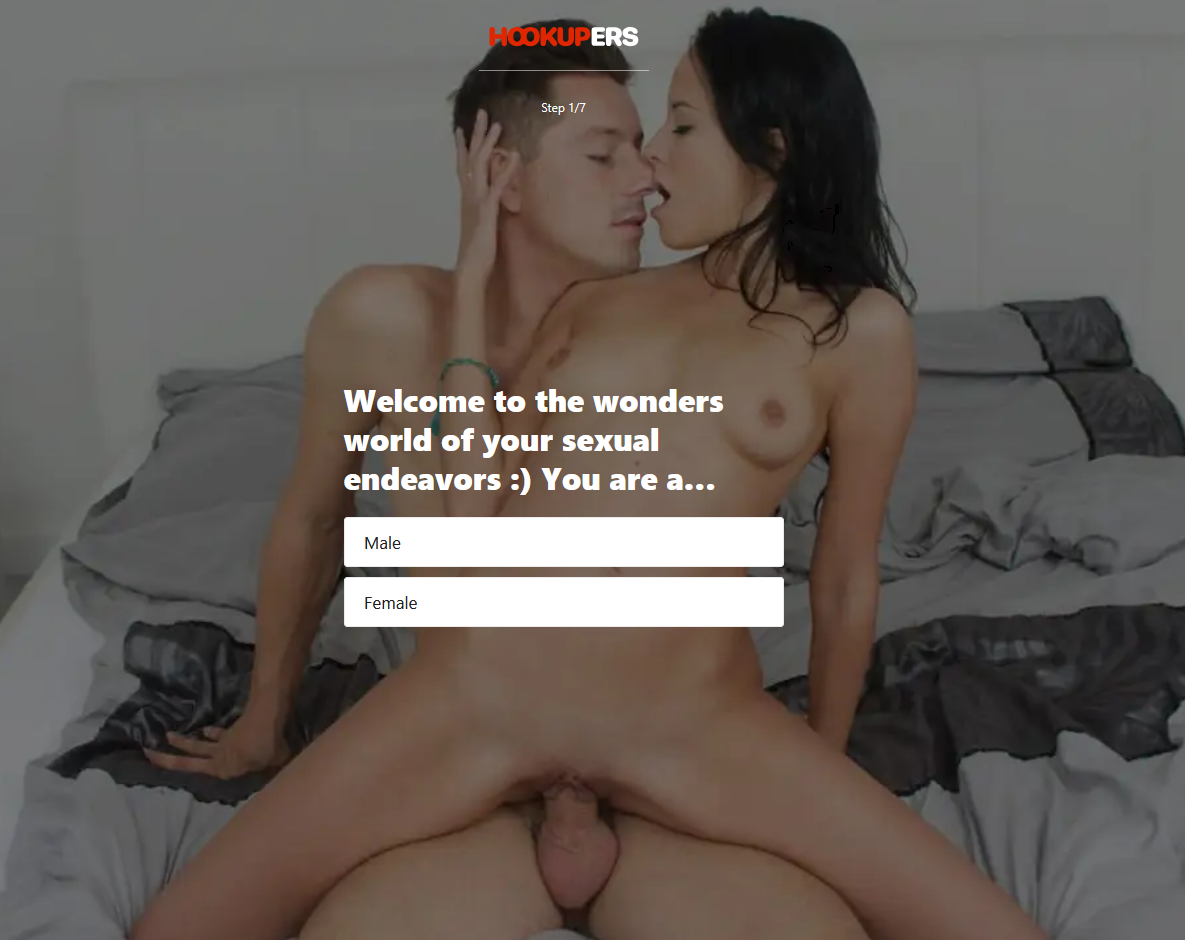 HOOKUPERS
Step 1/7
Welcome to the wonders
world of your sexual
endeavors :) You are a...
Male
Female